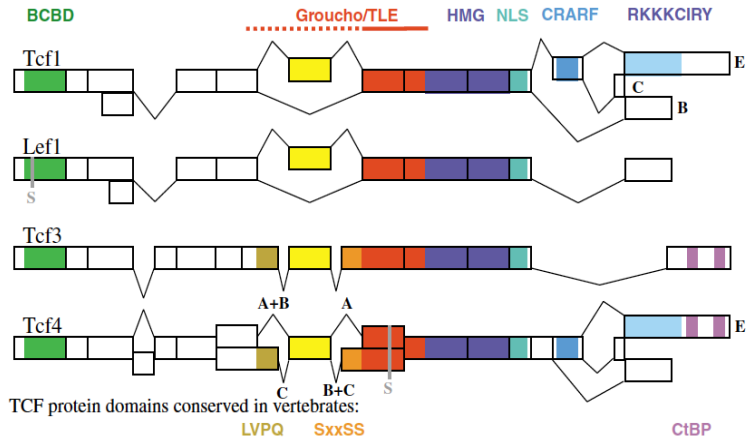 BCBD Groucho/TLE HMG NLS CRARF RKKKCIRY
Tcf1
E
C
B
Lef1
S
Tcf3
A+B A
Tcf4
E
C B+C S
TCF protein domains conserved in vertebrates:
LVPQ SxxSS CtBP